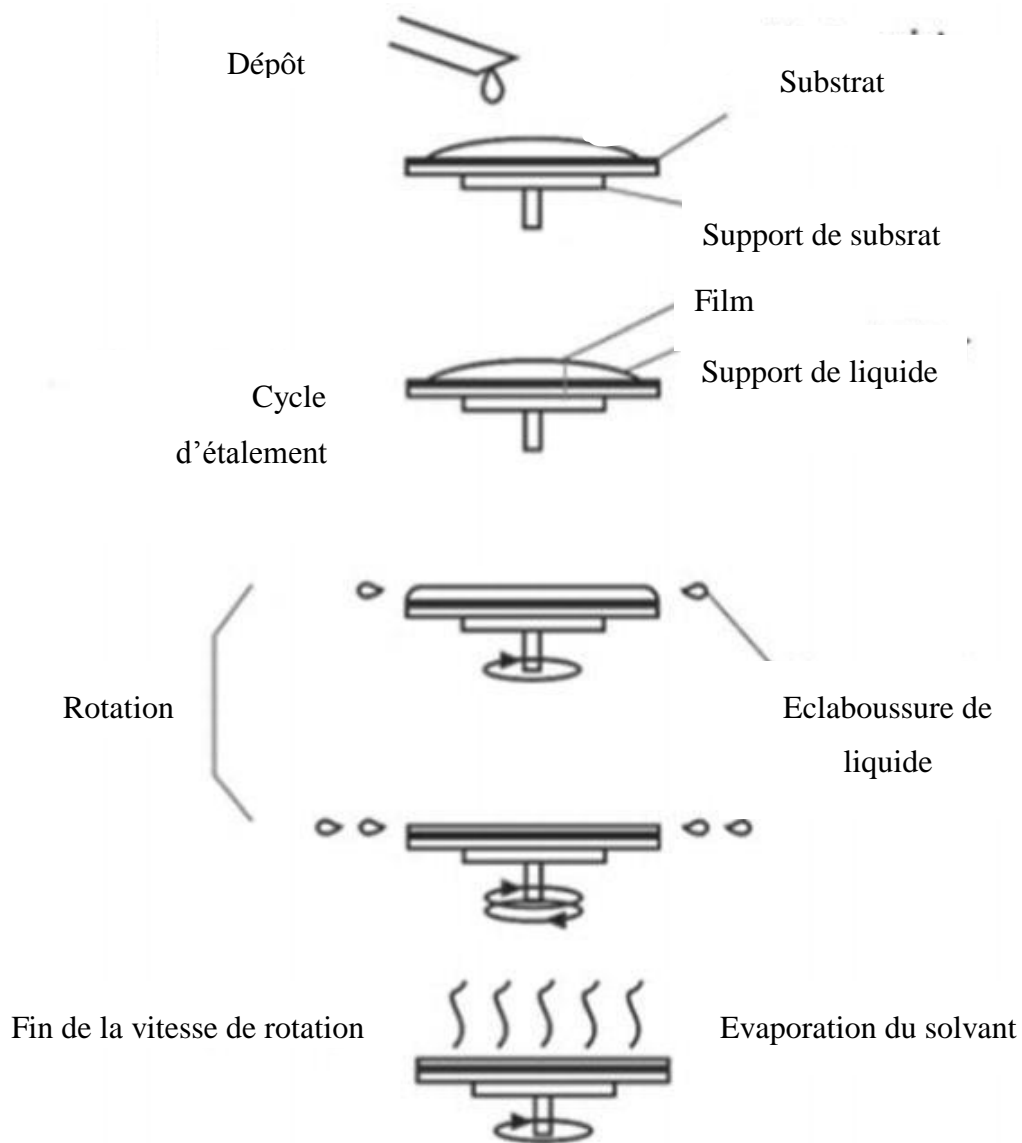 Dépôt
Substrat
Support de subsrat
Film
Support de liquide
Cycle
d’étalement
Rotation
Eclaboussure de
liquide
Fin de la vitesse de rotation
Evaporation du solvant